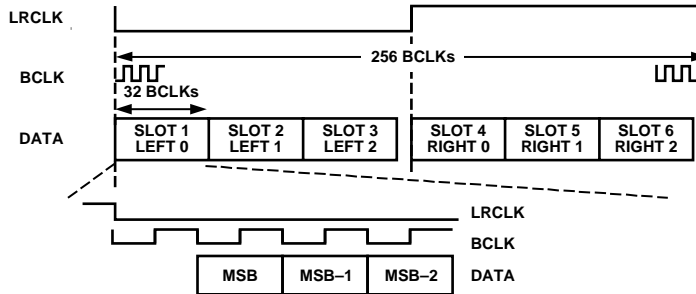 LRCLK
256 BCLKs
BCLK
32 BCLKs
DATA
SLOT 1
LEFT 0
SLOT 2
LEFT 1
SLOT 3
LEFT 2
SLOT 4
RIGHT 0
SLOT 5
RIGHT 1
SLOT 6
RIGHT 2
LRCLK
BCLK
MSB
MSB–1
MSB–2
DATA